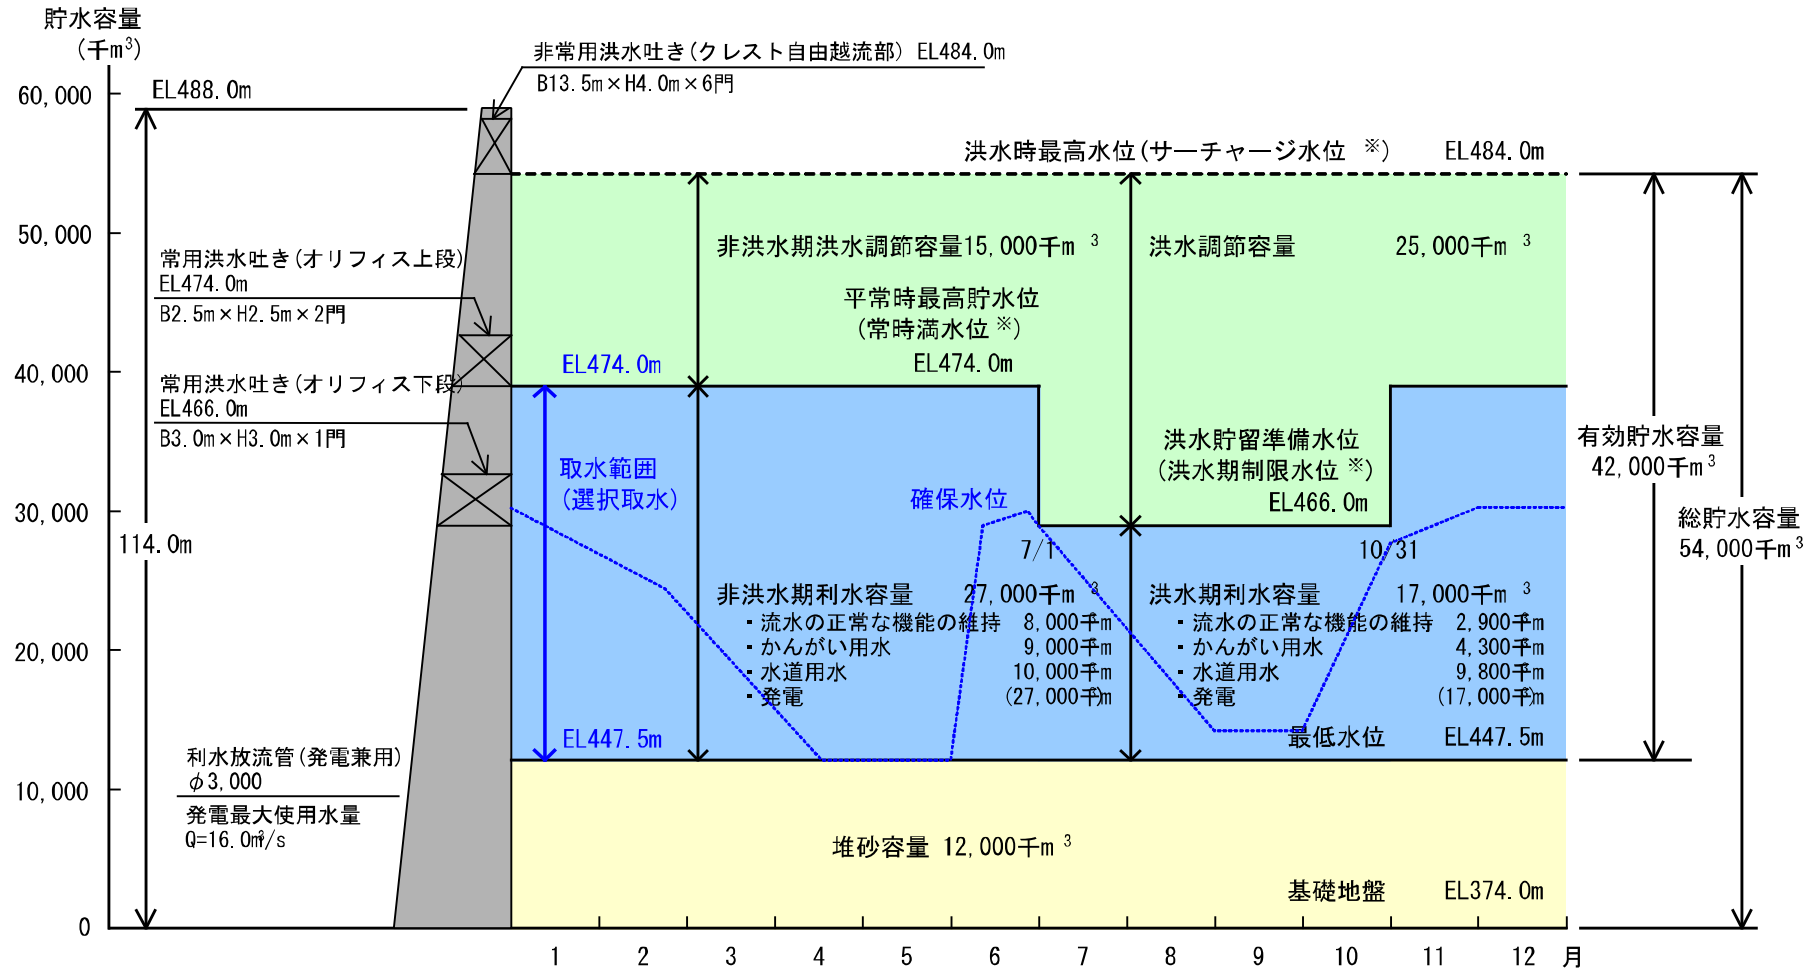 貯水容量
(千m³)
60,000
50,000
40,000
30,000
20,000
10,000
0
EL488.0m
114.0m
非常用洪水吐き(クレスト自由越流部) EL484.0m
B13.5m×H4.0m×6門
常用洪水吐き(オリフィス上段)
EL474.0m
B2.5m×H2.5m×2門
常用洪水吐き(オリフィス下段)
EL466.0m
B3.0m×H3.0m×1門
利水放流管(発電兼用)
φ3,000
発電最大使用水量
Q=16.0m³/s
洪水時最高水位(サーチャージ水位 ※) EL484.0m
非洪水期洪水調節容量15,000千m ³
洪水調節容量 25,000千m ³
平常時最高貯水位
(常時満水位※)
EL474.0m
EL474.0m
取水範囲
(選択取水)
EL447.5m
確保水位
洪水貯留準備水位
(洪水期制限水位※)
EL466.0m
7/1
10/31
非洪水期利水容量 27,000千m ³
・流水の正常な機能の維持 8,000千m³
・かんがい用水 9,000千m³
・水道用水 10,000千m³
・発電 (27,000千m³)
洪水期利水容量 17,000千m ³
・流水の正常な機能の維持 2,900千m³
・かんがい用水 4,300千m³
・水道用水 9,800千m³
・発電 (17,000千m³)
最低水位 EL447.5m
堆砂容量 12,000千m ³
基礎地盤 EL374.0m
有効貯水容量
42,000千m³
総貯水容量
54,000千m³
1 2 3 4 5 6 7 8 9 10 11 12 月